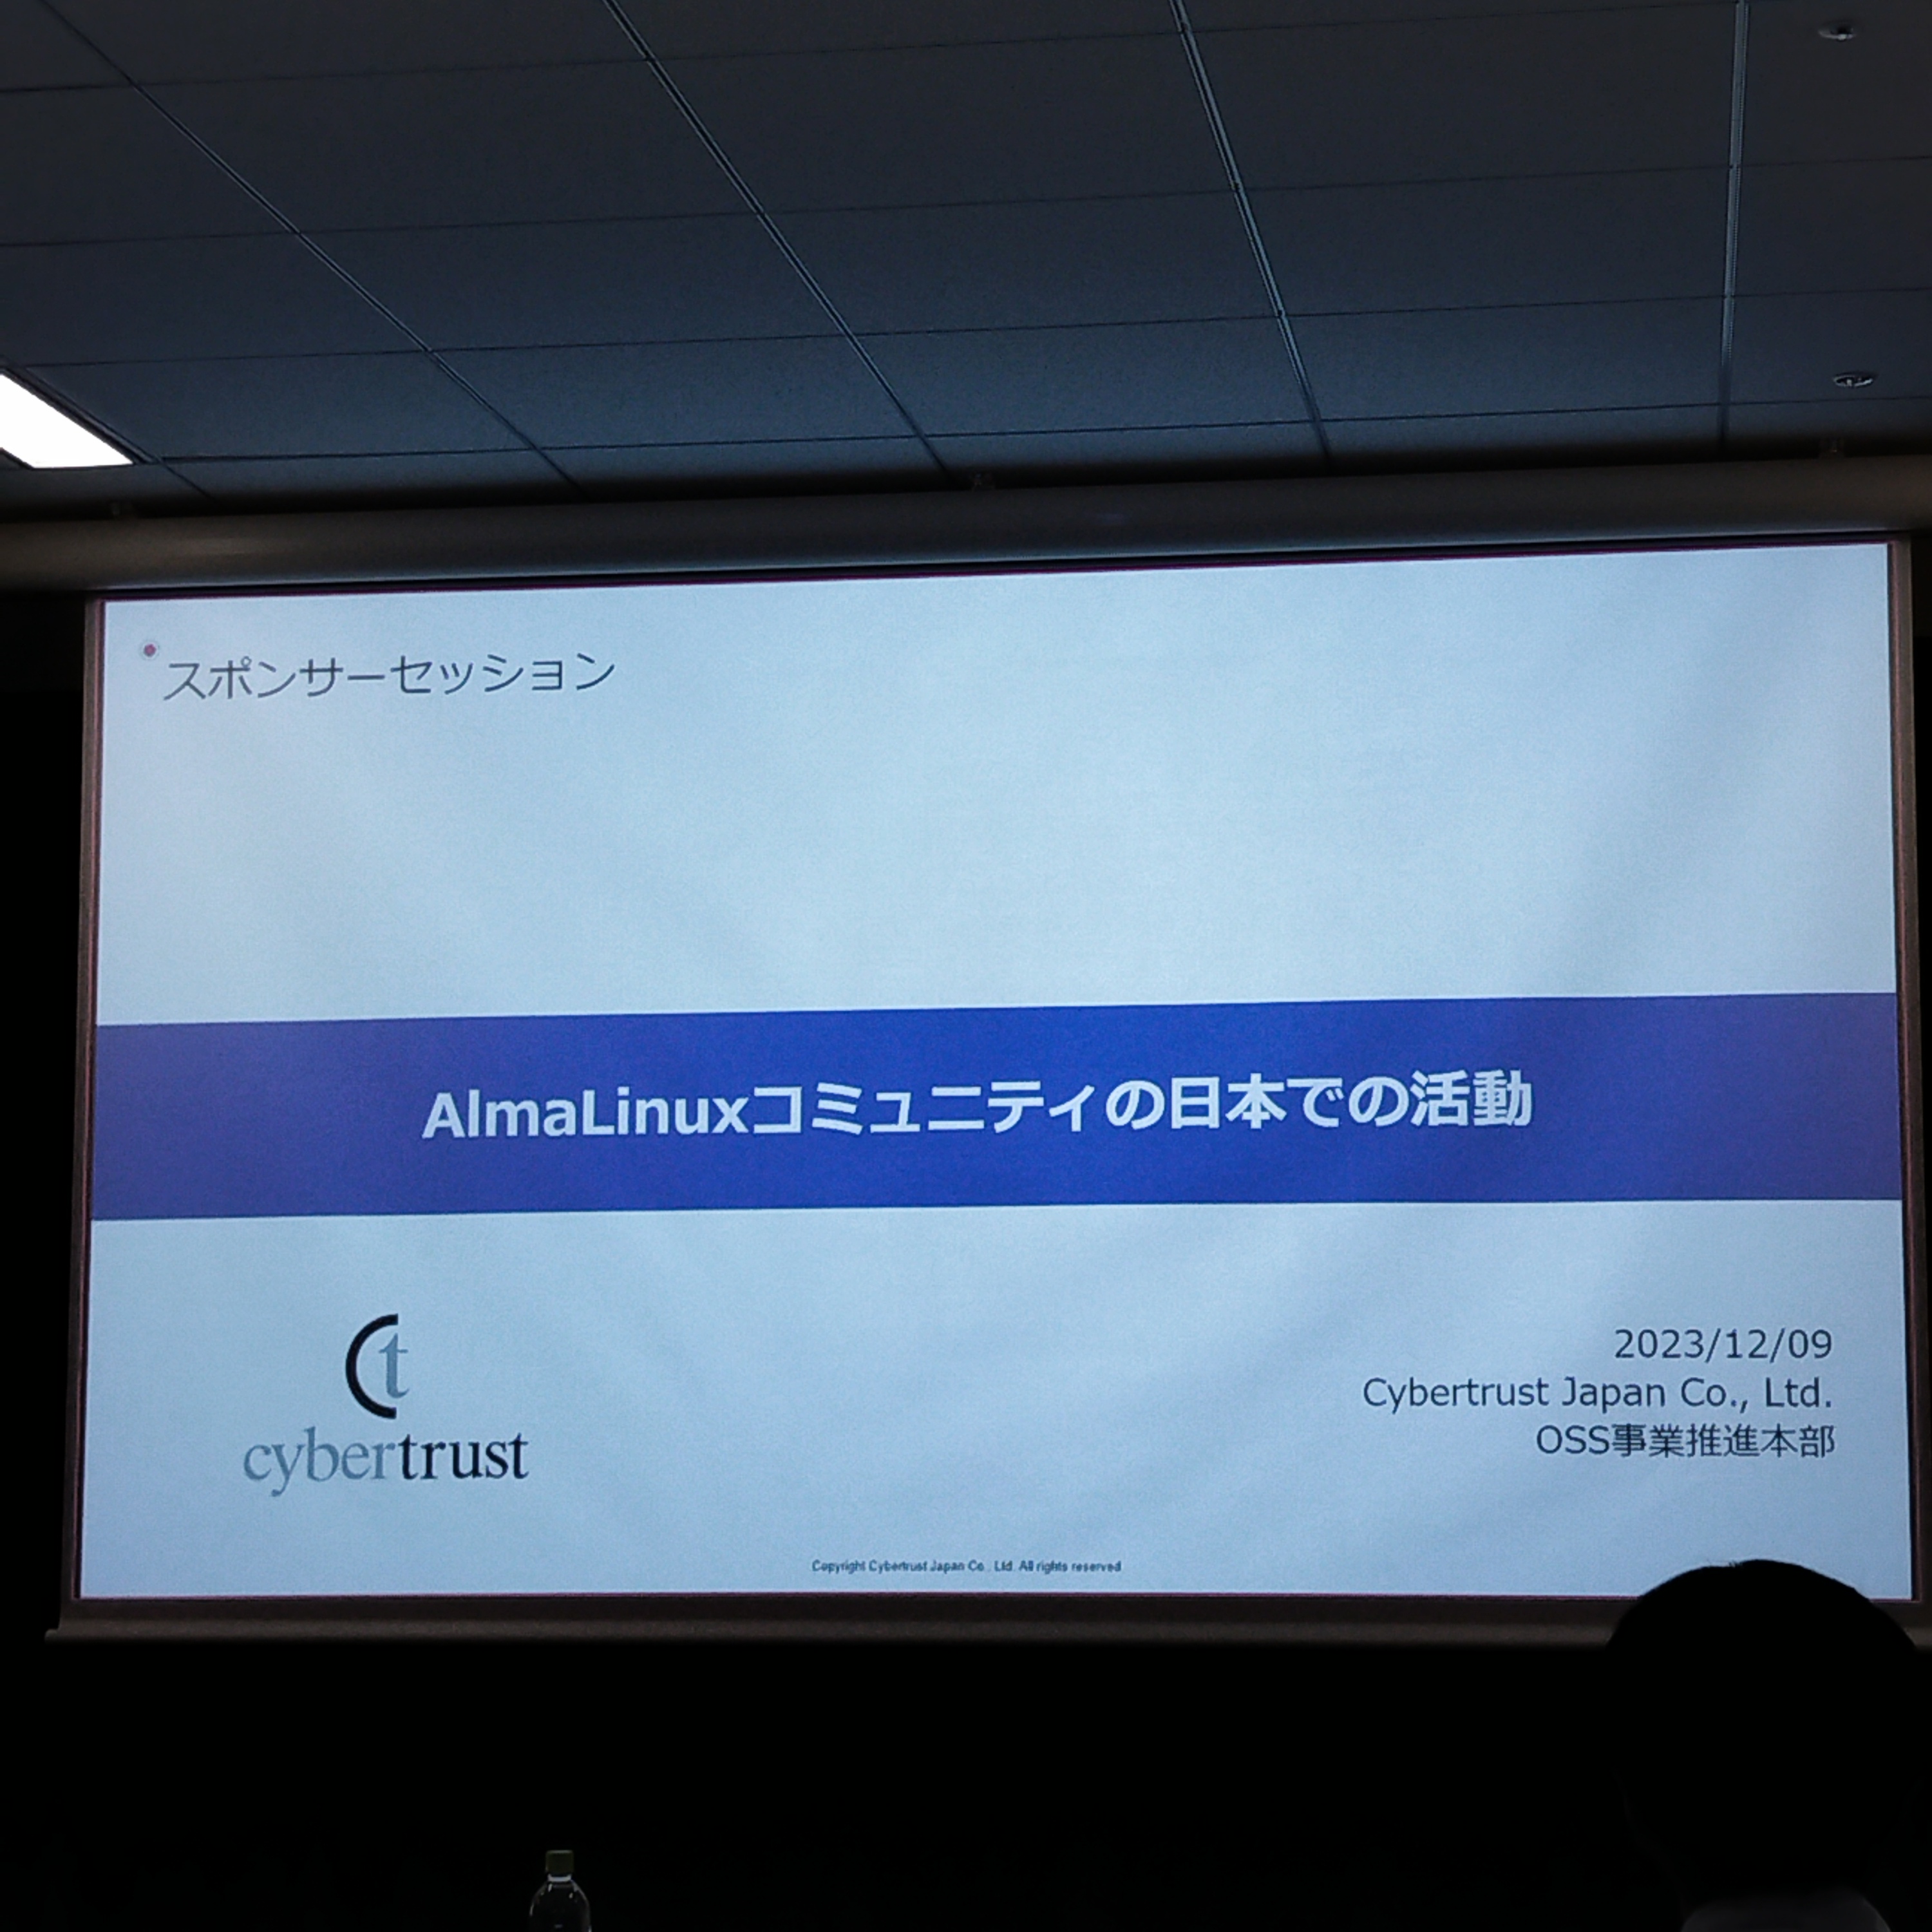 スポンサーセッション
AlmaLinuxコミュニティの日本での活動
Ct
cybertrust
2023/12/09
Cybertrust Japan Co., Ltd.
OSS事業推進本部
Copyright Cybertrust Japan Co., Ltd. All rights reserved